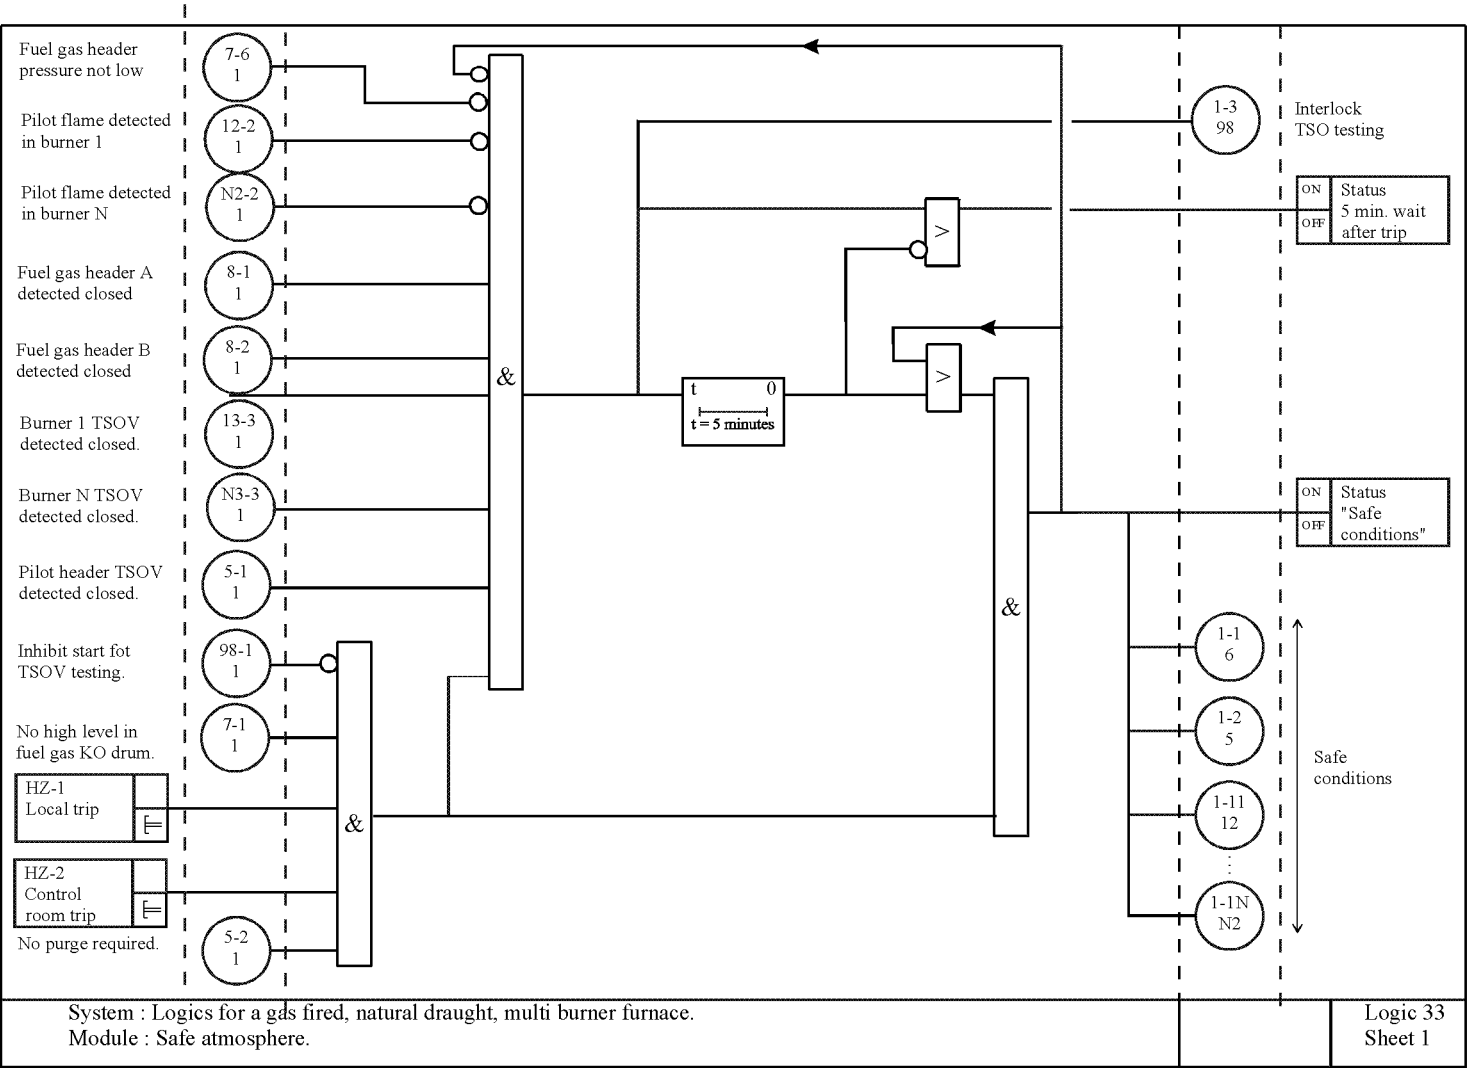 Fuel gas header
pressure not low
7-6
1
Pilot flame detected
in burner 1
12-2
1
Pilot flame detected
in burner N
N2-2
1
Fuel gas header A
detected closed
8-1
1
Fuel gas header B
detected closed
8-2
1
Burner 1 TSOV
detected closed.
13-3
1
Burner N TSOV
detected closed.
N3-3
1
Pilot header TSOV
detected closed.
5-1
1
Inhibit start fot
TSOV testing.
98-1
1
No high level in
fuel gas KO drum.
7-1
1
HZ-1
Local trip
HZ-2
Control
room trip
No purge required.
5-2
1
&
&
t 0
t = 5 minutes
>
>
&
1-3
98
Interlock
TSO testing
ON
OFF
Status
5 min. wait
after trip
ON
OFF
Status
"Safe
conditions"
1-1
6
1-2
5
1-11
12
1-1N
N2
Safe
conditions
System : Logics for a gas fired, natural draught, multi burner furnace.
Module : Safe atmosphere.
Logic 33
Sheet 1